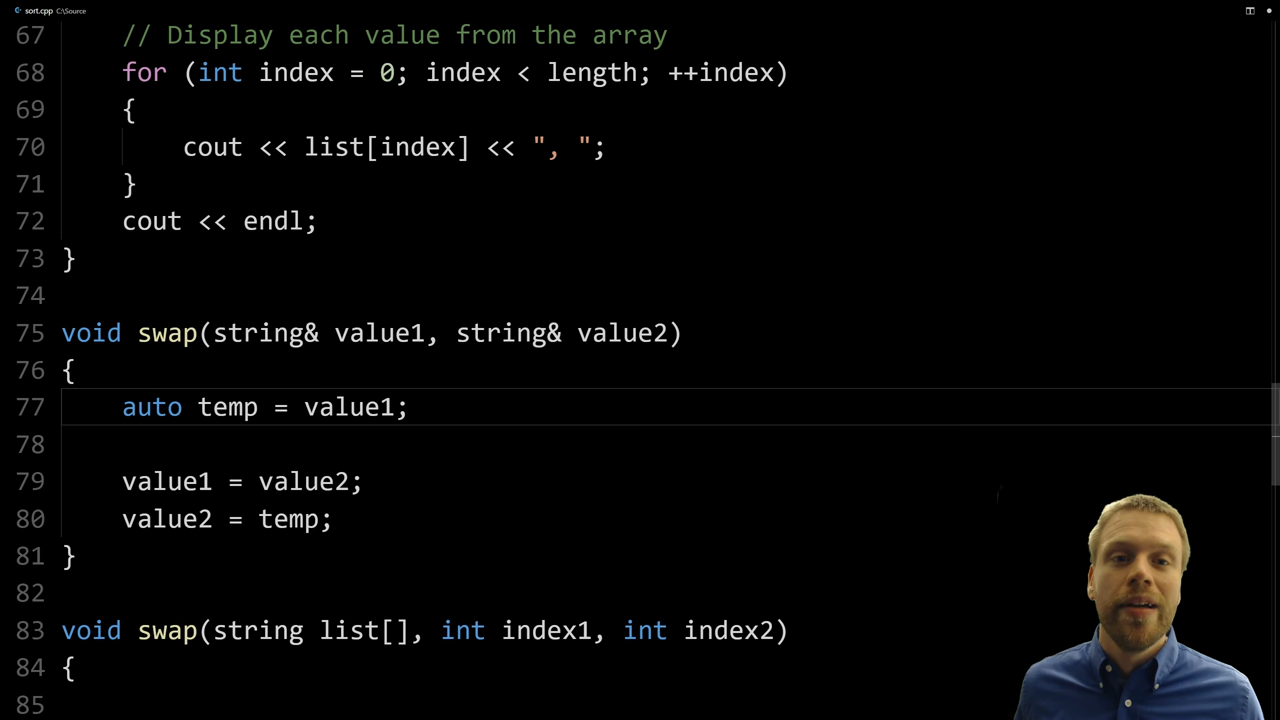 sort.cpp C:\Source
67 // Display each value from the array
68 for (int index = 0; index < length; ++index)
69 {
70 cout << list[index] << ", ";
71 }
72 cout << endl;
73 }
74
75 void swap(string& value1, string& value2)
76 {
77 auto temp = value1;
78
79 value1 = value2;
80 value2 = temp;
81 }
82
83 void swap(string list[], int index1, int index2)
84 {
85